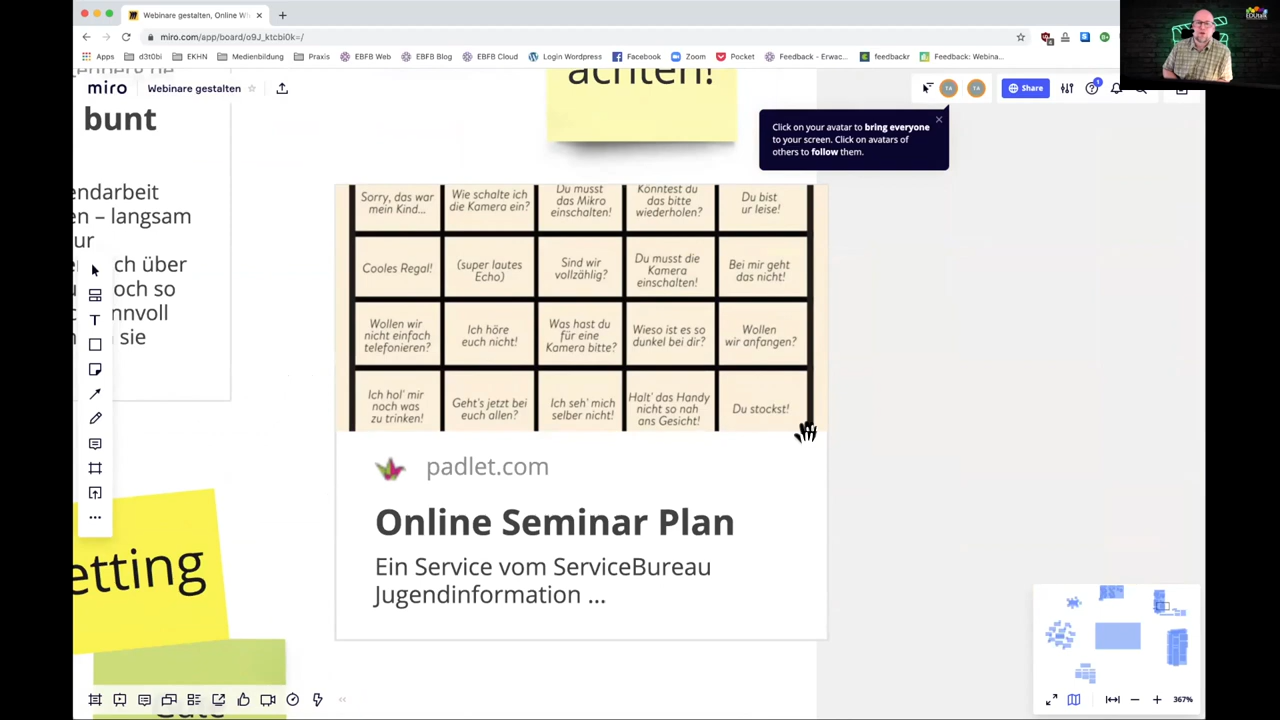 Webinare gestalten, Online Wi
miro.com/app/board/o9J_ktcbi0k=/
Apps
d3t0bi
EKHN
Medienbildung
Praxis
EBFB Web
EBFB Blog
EBFB Cloud
Login Wordpress
Facebook
Zoom
Pocket
Feedback - Erwac...
feedbackr
Feedback: Webina...
miro
Webinare gestalten
Share
1
achten!
Click on your avatar to bring everyone
to your screen. Click on avatars of
others to follow them.
bunt
endarbeit
en – langsam
ur
ch über
och so
nnvoll
sie
Sorry, das war
mein Kind...
Wie schalte ich
die Kamera ein?
Du musst
das Mikro
einschalten!
Könntest du
das bitte
wiederholen?
Du bist
ur leise!
Cooles Regal!
(super lautes
Echo)
Sind wir
vollzählig?
Du musst die
Kamera
einschalten!
Bei mir geht
das nicht!
Wollen wir
nicht einfach
telefonieren?
Ich höre
euch nicht!
Was hast du
für eine
Kamera bitte?
Wieso ist es so
dunkel bei dir?
Wollen
wir anfangen?
Ich hol' mir
noch was
zu trinken!
Geht's jetzt bei
euch allen?
Ich seh' mich
selber nicht!
Halt' das Handy
nicht so nah
ans Gesicht!
Du stockst!
padlet.com
Online Seminar Plan
Ein Service vom ServiceBureau
Jugendinformation ...
etting
367%